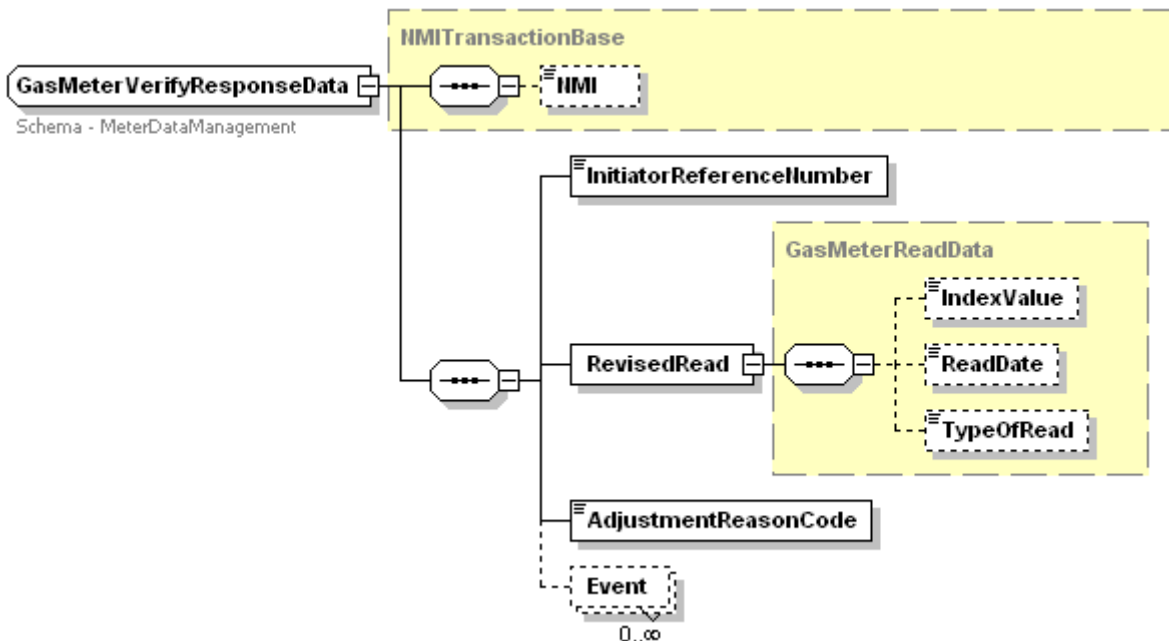 NMITransactionBase
GasMeterVerifyResponseData
NMI
Schema - MeterDataManagement
InitiatorReferenceNumber
GasMeterReadData
IndexValue
RevisedRead
ReadDate
TypeOfRead
AdjustmentReasonCode
Event
0..∞